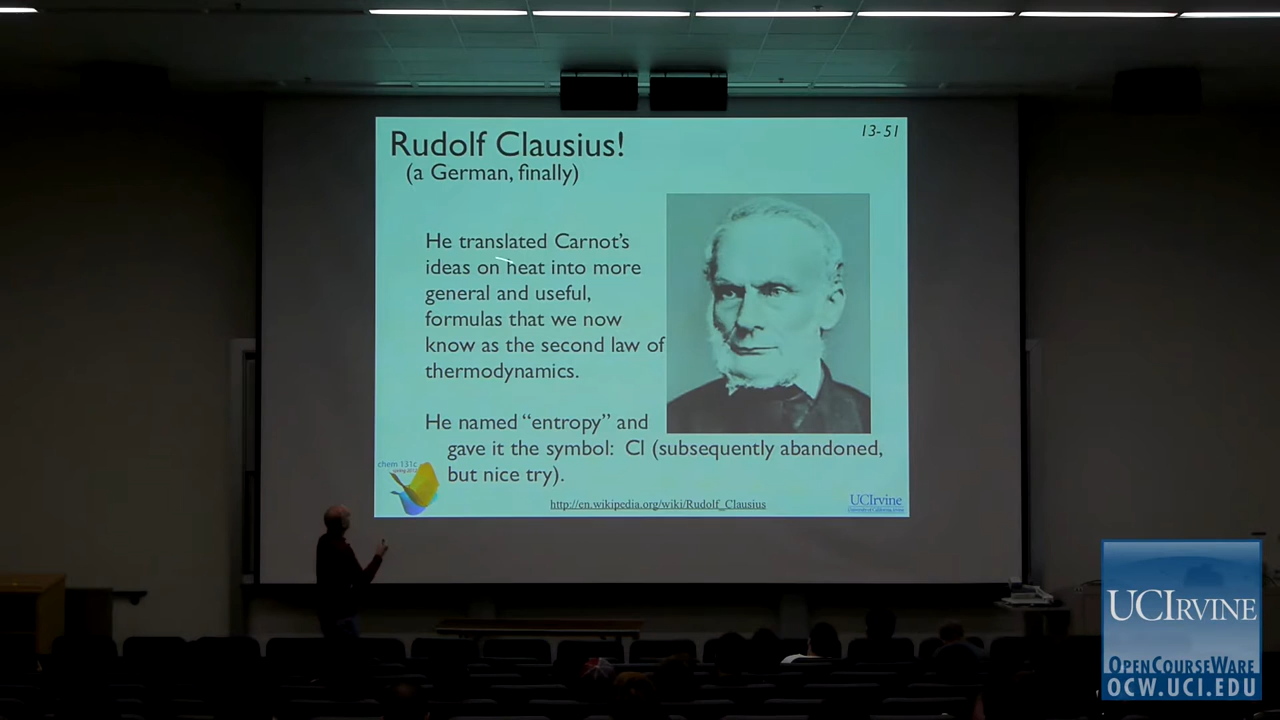 13-51
Rudolf Clausius!
(a German, finally)
He translated Carnot's
ideas on heat into more
general and useful,
formulas that we now
know as the second law of
thermodynamics.
He named “entropy” and
gave it the symbol: Cl (subsequently abandoned,
but nice try).
chem 131c
http://en.wikipedia.org/wiki/Rudolf_Clausius
UCIrvine
UCIRVINE
OPENCOURSEWARE
OCW.UCI.EDU